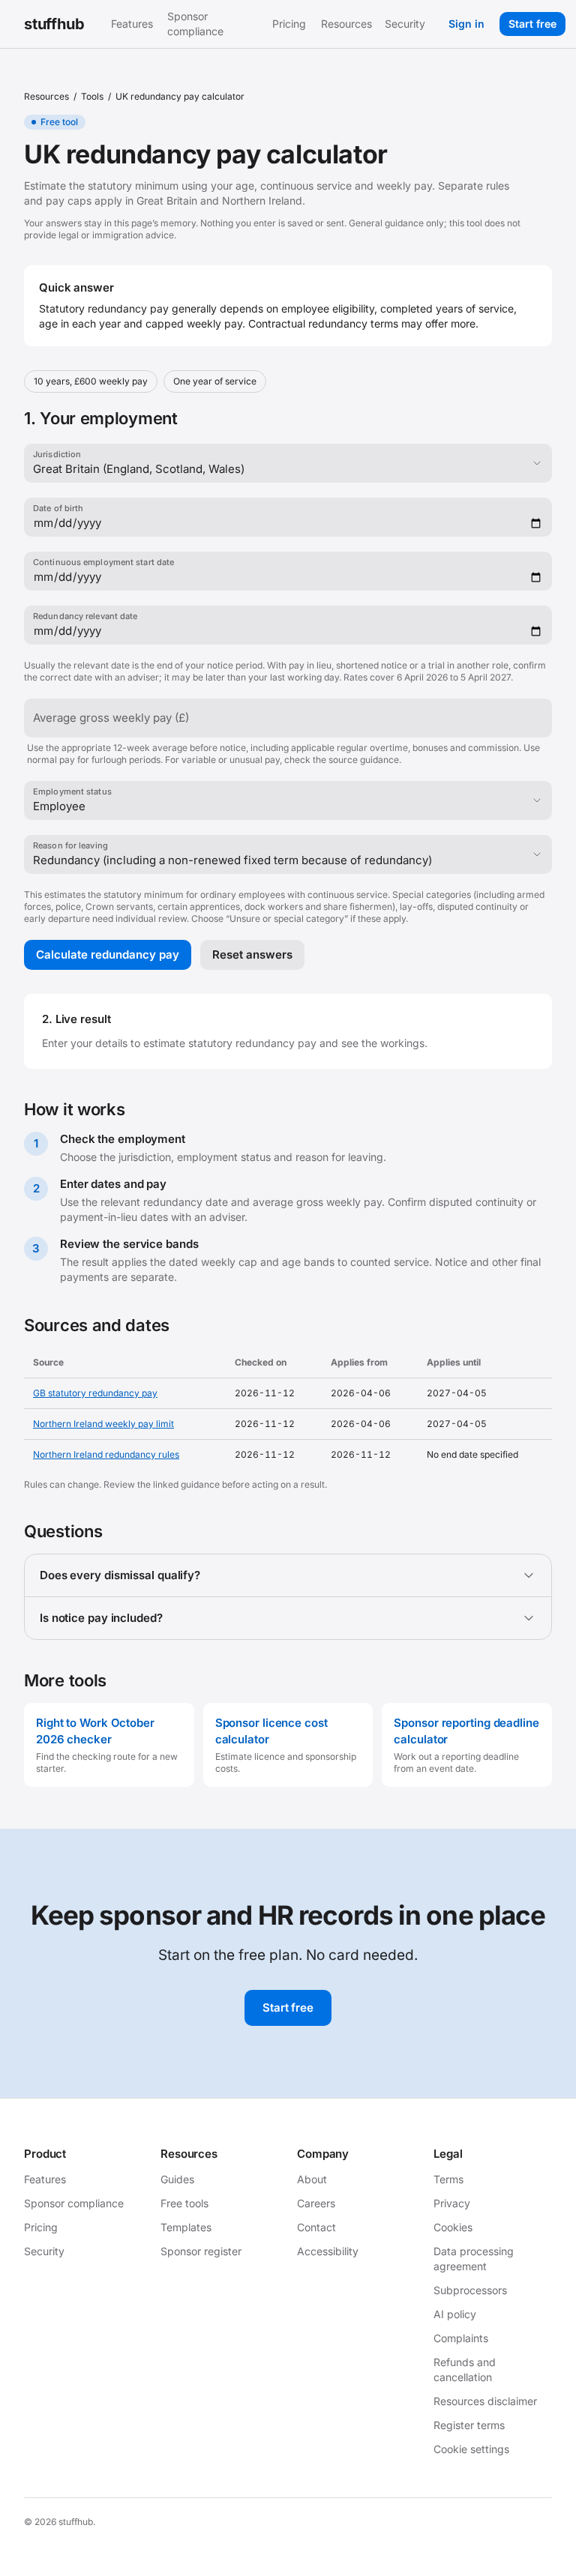 stuffhub
Features
Sponsor
compliance
Pricing
Resources
Security
Sign in
Start free
Resources / Tools / UK redundancy pay calculator
Free tool
UK redundancy pay calculator
Estimate the statutory minimum using your age, continuous service and weekly pay. Separate rules
and pay caps apply in Great Britain and Northern Ireland.
Your answers stay in this page’s memory. Nothing you enter is saved or sent. General guidance only; this tool does not
provide legal or immigration advice.
Quick answer
Statutory redundancy pay generally depends on employee eligibility, completed years of service,
age in each year and capped weekly pay. Contractual redundancy terms may offer more.
10 years, £600 weekly pay
One year of service
1. Your employment
Jurisdiction
Great Britain (England, Scotland, Wales)
Date of birth
mm/dd/yyyy
Continuous employment start date
mm/dd/yyyy
Redundancy relevant date
mm/dd/yyyy
Usually the relevant date is the end of your notice period. With pay in lieu, shortened notice or a trial in another role, confirm
the correct date with an adviser; it may be later than your last working day. Rates cover 6 April 2026 to 5 April 2027.
Average gross weekly pay (£)
Use the appropriate 12-week average before notice, including applicable regular overtime, bonuses and commission. Use
normal pay for furlough periods. For variable or unusual pay, check the source guidance.
Employment status
Employee
Reason for leaving
Redundancy (including a non-renewed fixed term because of redundancy)
This estimates the statutory minimum for ordinary employees with continuous service. Special categories (including armed
forces, police, Crown servants, certain apprentices, dock workers and share fishermen), lay-offs, disputed continuity or
early departure need individual review. Choose “Unsure or special category” if these apply.
Calculate redundancy pay
Reset answers
2. Live result
Enter your details to estimate statutory redundancy pay and see the workings.
How it works
1
Check the employment
Choose the jurisdiction, employment status and reason for leaving.
2
Enter dates and pay
Use the relevant redundancy date and average gross weekly pay. Confirm disputed continuity or
payment-in-lieu dates with an adviser.
3
Review the service bands
The result applies the dated weekly cap and age bands to counted service. Notice and other final
payments are separate.
Sources and dates
Source Checked on Applies from Applies until
GB statutory redundancy pay 2026-11-12 2026-04-06 2027-04-05
Northern Ireland weekly pay limit 2026-11-12 2026-04-06 2027-04-05
Northern Ireland redundancy rules 2026-11-12 2026-11-12 No end date specified
Rules can change. Review the linked guidance before acting on a result.
Questions
Does every dismissal qualify?
Is notice pay included?
More tools
Right to Work October
2026 checker
Find the checking route for a new
starter.
Sponsor licence cost
calculator
Estimate licence and sponsorship
costs.
Sponsor reporting deadline
calculator
Work out a reporting deadline
from an event date.
Keep sponsor and HR records in one place
Start on the free plan. No card needed.
Start free
Product
Features
Sponsor compliance
Pricing
Security
Resources
Guides
Free tools
Templates
Sponsor register
Company
About
Careers
Contact
Accessibility
Legal
Terms
Privacy
Cookies
Data processing
agreement
Subprocessors
AI policy
Complaints
Refunds and
cancellation
Resources disclaimer
Register terms
Cookie settings
© 2026 stuffhub.